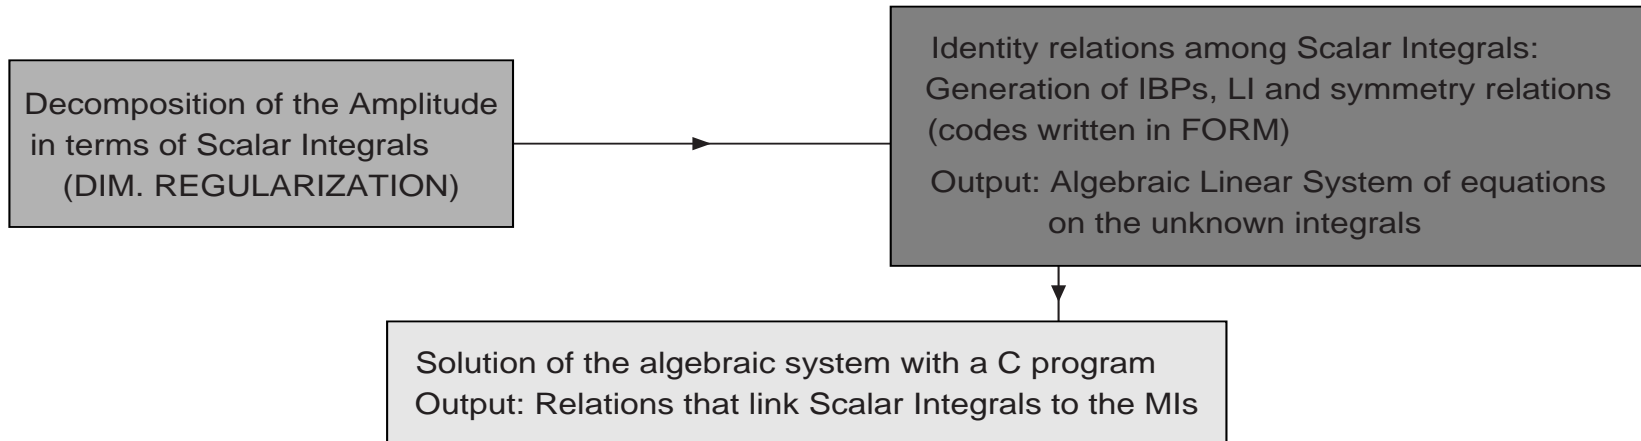 Decomposition of the Amplitude
in terms of Scalar Integrals
(DIM. REGULARIZATION)
Identity relations among Scalar Integrals:
Generation of IBPs, LI and symmetry relations
(codes written in FORM)
Output: Algebraic Linear System of equations
on the unknown integrals
Solution of the algebraic system with a C program
Output: Relations that link Scalar Integrals to the MIs